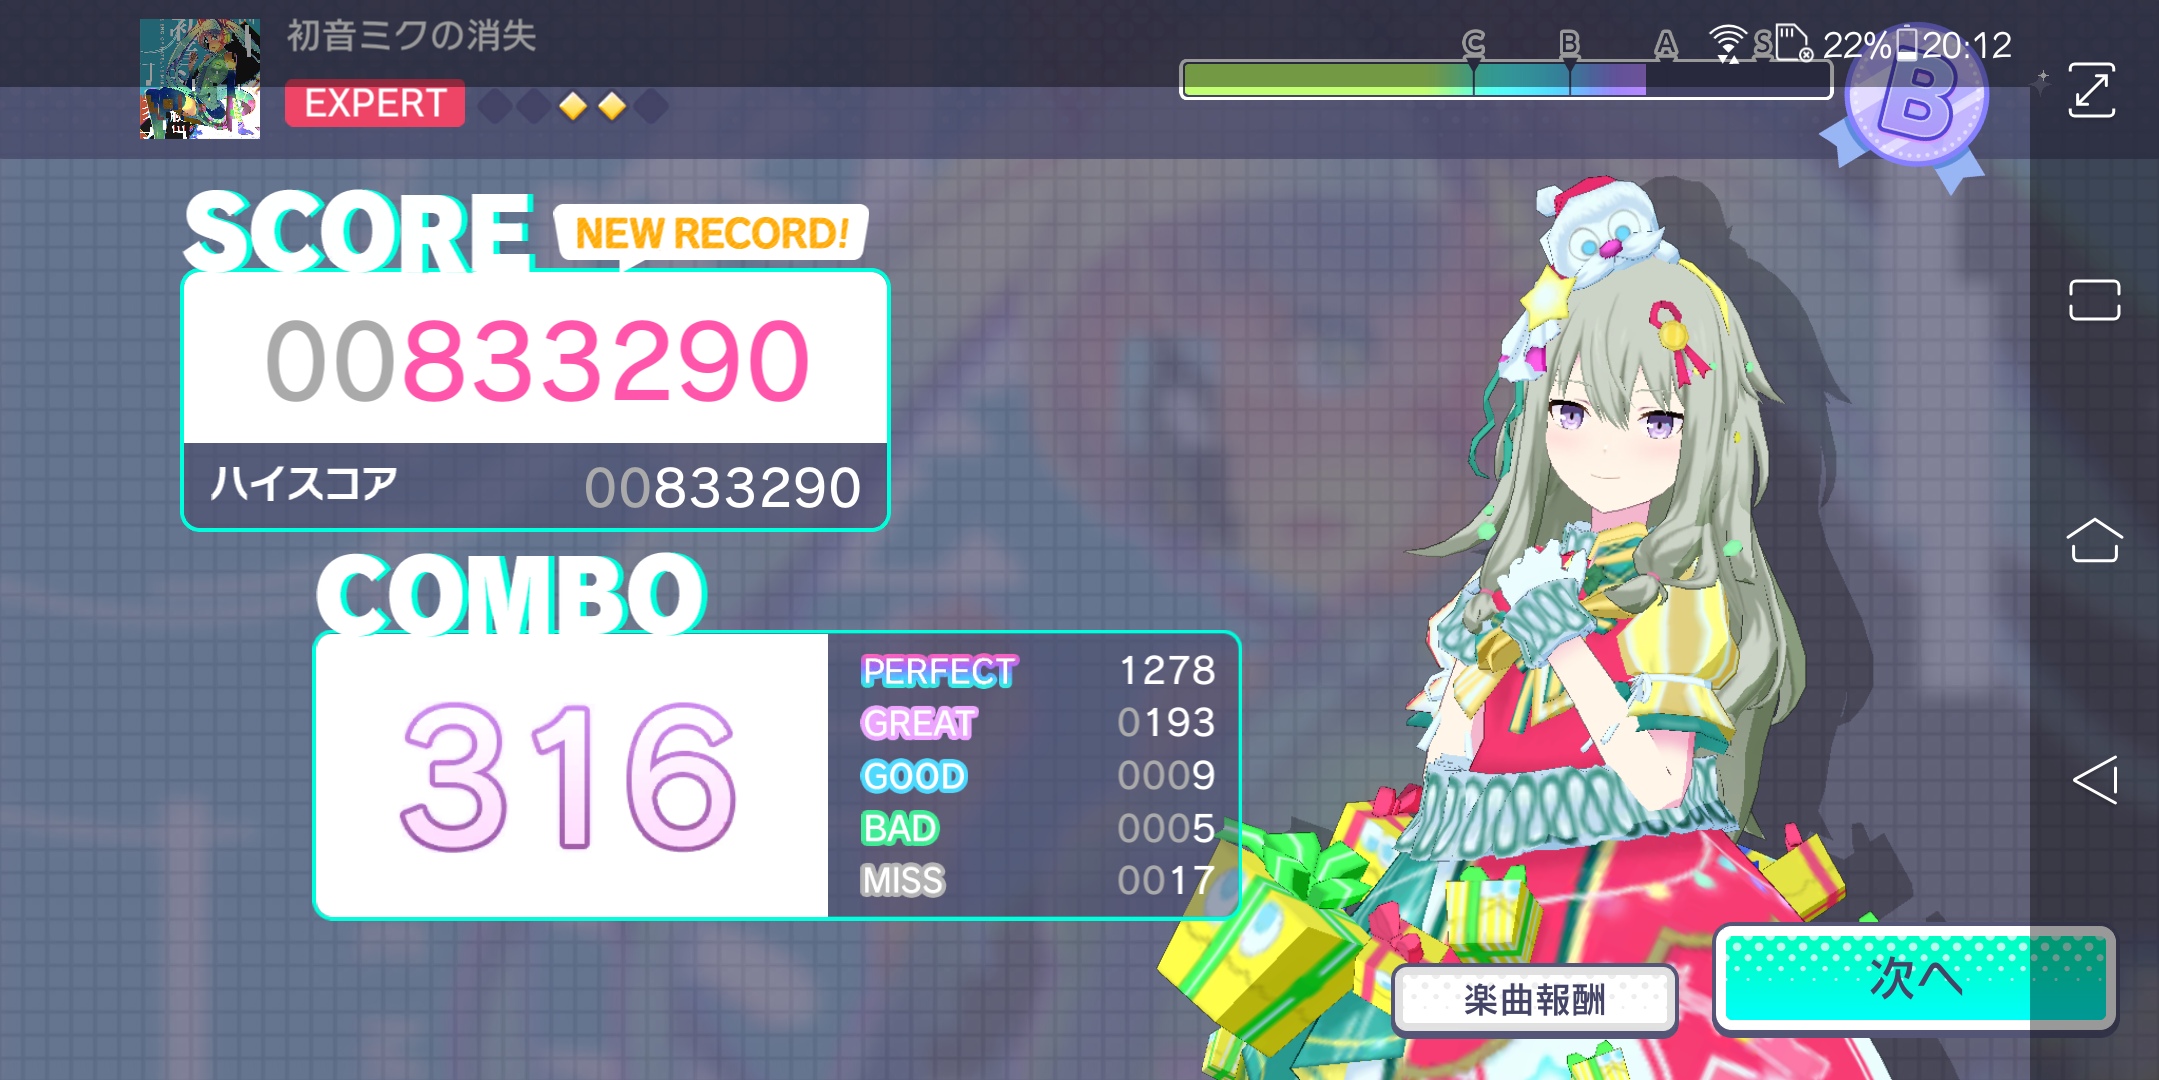 初音ミクの消失
EXPERT
C B A S
22% 20:12
B
SCORE
NEW RECORD!
00833290
ハイスコア 00833290
COMBO
316
PERFECT 1278
GREAT 0193
GOOD 0009
BAD 0005
MISS 0017
楽曲報酬
次へ